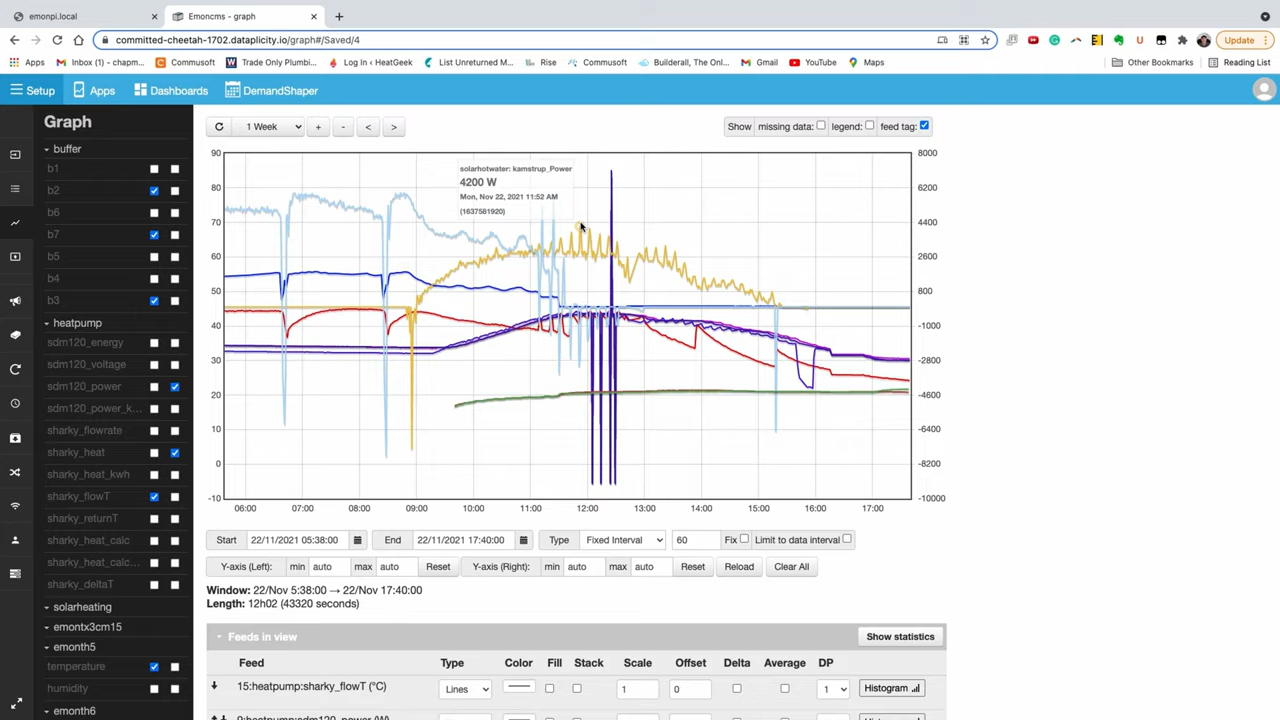 emonpi.local
Emoncms - graph
committed-cheetah-1702.dataplicity.io/graph#/Saved/4
Update
Apps
Inbox (1) - chapm...
Commusoft
Trade Only Plumbi...
Log In ‹ HeatGeek
List Unreturned M...
Rise
Commusoft
Builderall, The Onl...
Gmail
YouTube
Maps
Other Bookmarks
Reading List
Setup
Apps
Dashboards
DemandShaper
Graph
buffer
b1
b2
b6
b7
b5
b4
b3
heatpump
sdm120_energy
sdm120_voltage
sdm120_power
sdm120_power_k...
sharky_flowrate
sharky_heat
sharky_heat_kwh
sharky_flowT
sharky_returnT
sharky_heat_calc
sharky_heat_calc...
sharky_deltaT
solarheating
emontx3cm15
emonth5
temperature
humidity
emonth6
1 Week
+
-
<
>
Show
missing data:
legend:
feed tag:
90
80
70
60
50
40
30
20
10
0
-10
8000
6200
4400
2600
800
-1000
-2800
-4600
-6400
-8200
-10000
solarhotwater: kamstrup_Power
4200 W
Mon, Nov 22, 2021 11:52 AM
(1637581920)
06:00 07:00 08:00 09:00 10:00 11:00 12:00 13:00 14:00 15:00 16:00 17:00
Start 22/11/2021 05:38:00 End 22/11/2021 17:40:00 Type Fixed Interval 60 Fix Limit to data interval
Y-axis (Left): min auto max auto Reset Y-axis (Right): min auto max auto Reset Reload Clear All
Window: 22/Nov 5:38:00 → 22/Nov 17:40:00
Length: 12h02 (43320 seconds)
Feeds in view
Show statistics
Feed Type Color Fill Stack Scale Offset Delta Average DP
15:heatpump:sharky_flowT (°C) Lines 1 0 1 Histogram
9:heatpump:sdm120_power (W)